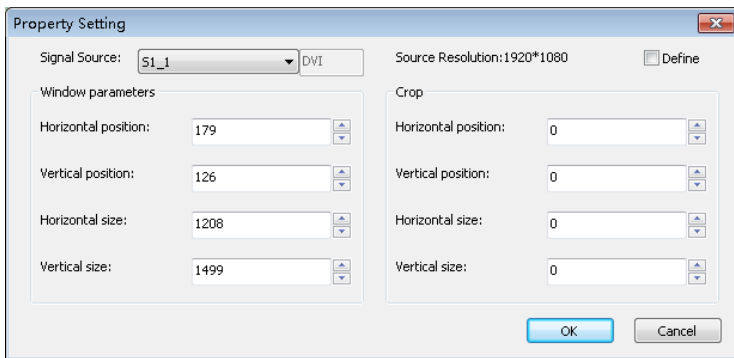 Property Setting
Signal Source: S1_1 DVI Source Resolution:1920*1080 Define
Window parameters Crop
Horizontal position: 179 Horizontal position: 0
Vertical position: 126 Vertical position: 0
Horizontal size: 1208 Horizontal size: 0
Vertical size: 1499 Vertical size: 0
OK Cancel